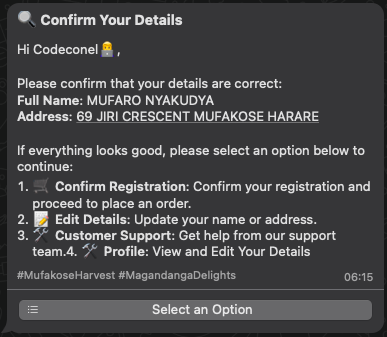 🔍 Confirm Your Details
Hi Codeconel👨‍💻,
Please confirm that your details are correct:
Full Name: MUFARO NYAKUDYA
Address: 69 JIRI CRESCENT MUFAKOSE HARARE
If everything looks good, please select an option below to
continue:
1. 🛒 Confirm Registration: Confirm your registration and
proceed to place an order.
2. 📝 Edit Details: Update your name or address.
3. 🛠️ Customer Support: Get help from our support
team.4. 🛠️ Profile: View and Edit Your Details
#MufakoseHarvest #MagandangaDelights 06:15
Select an Option